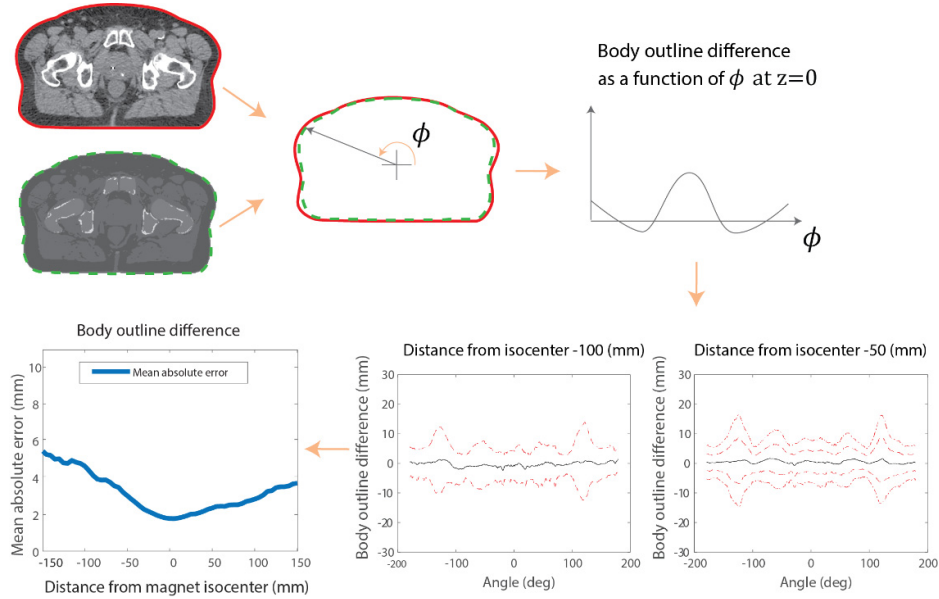 Body outline difference
as a function of ϕ at z=0
ϕ
ϕ
Body outline difference
Mean absolute error (mm)
10
8
6
4
2
0
Mean absolute error
-150
-100
-50
0
50
100
150
Distance from magnet isocenter (mm)
Distance from isocenter -100 (mm)
Body outline difference (mm)
30
20
10
0
-10
-20
-30
-200
-100
0
100
200
Angle (deg)
Distance from isocenter -50 (mm)
Body outline difference (mm)
30
20
10
0
-10
-20
-30
-200
-100
0
100
200
Angle (deg)